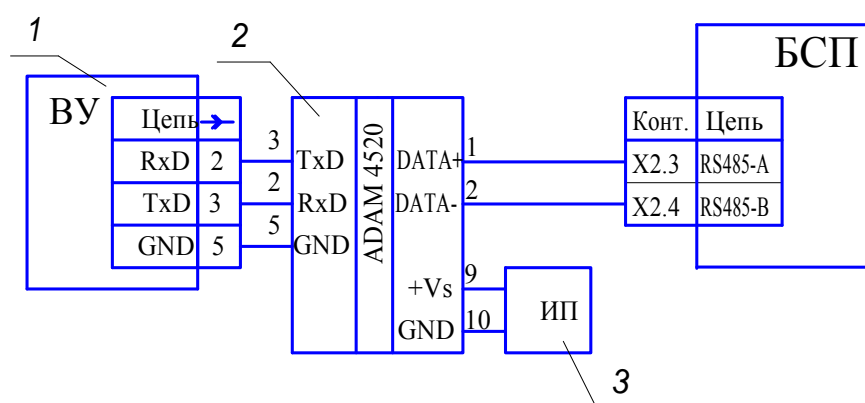 1
2
ВУ
Цепь
RxD 2
TxD 3
GND 5
3
2
5
TxD
RxD
GND
ADAM 4520
DATA+
DATA-
+Vs
GND
1
2
9
10
ИП
3
БСП
Конт. Цепь
X2.3 RS485-A
X2.4 RS485-B